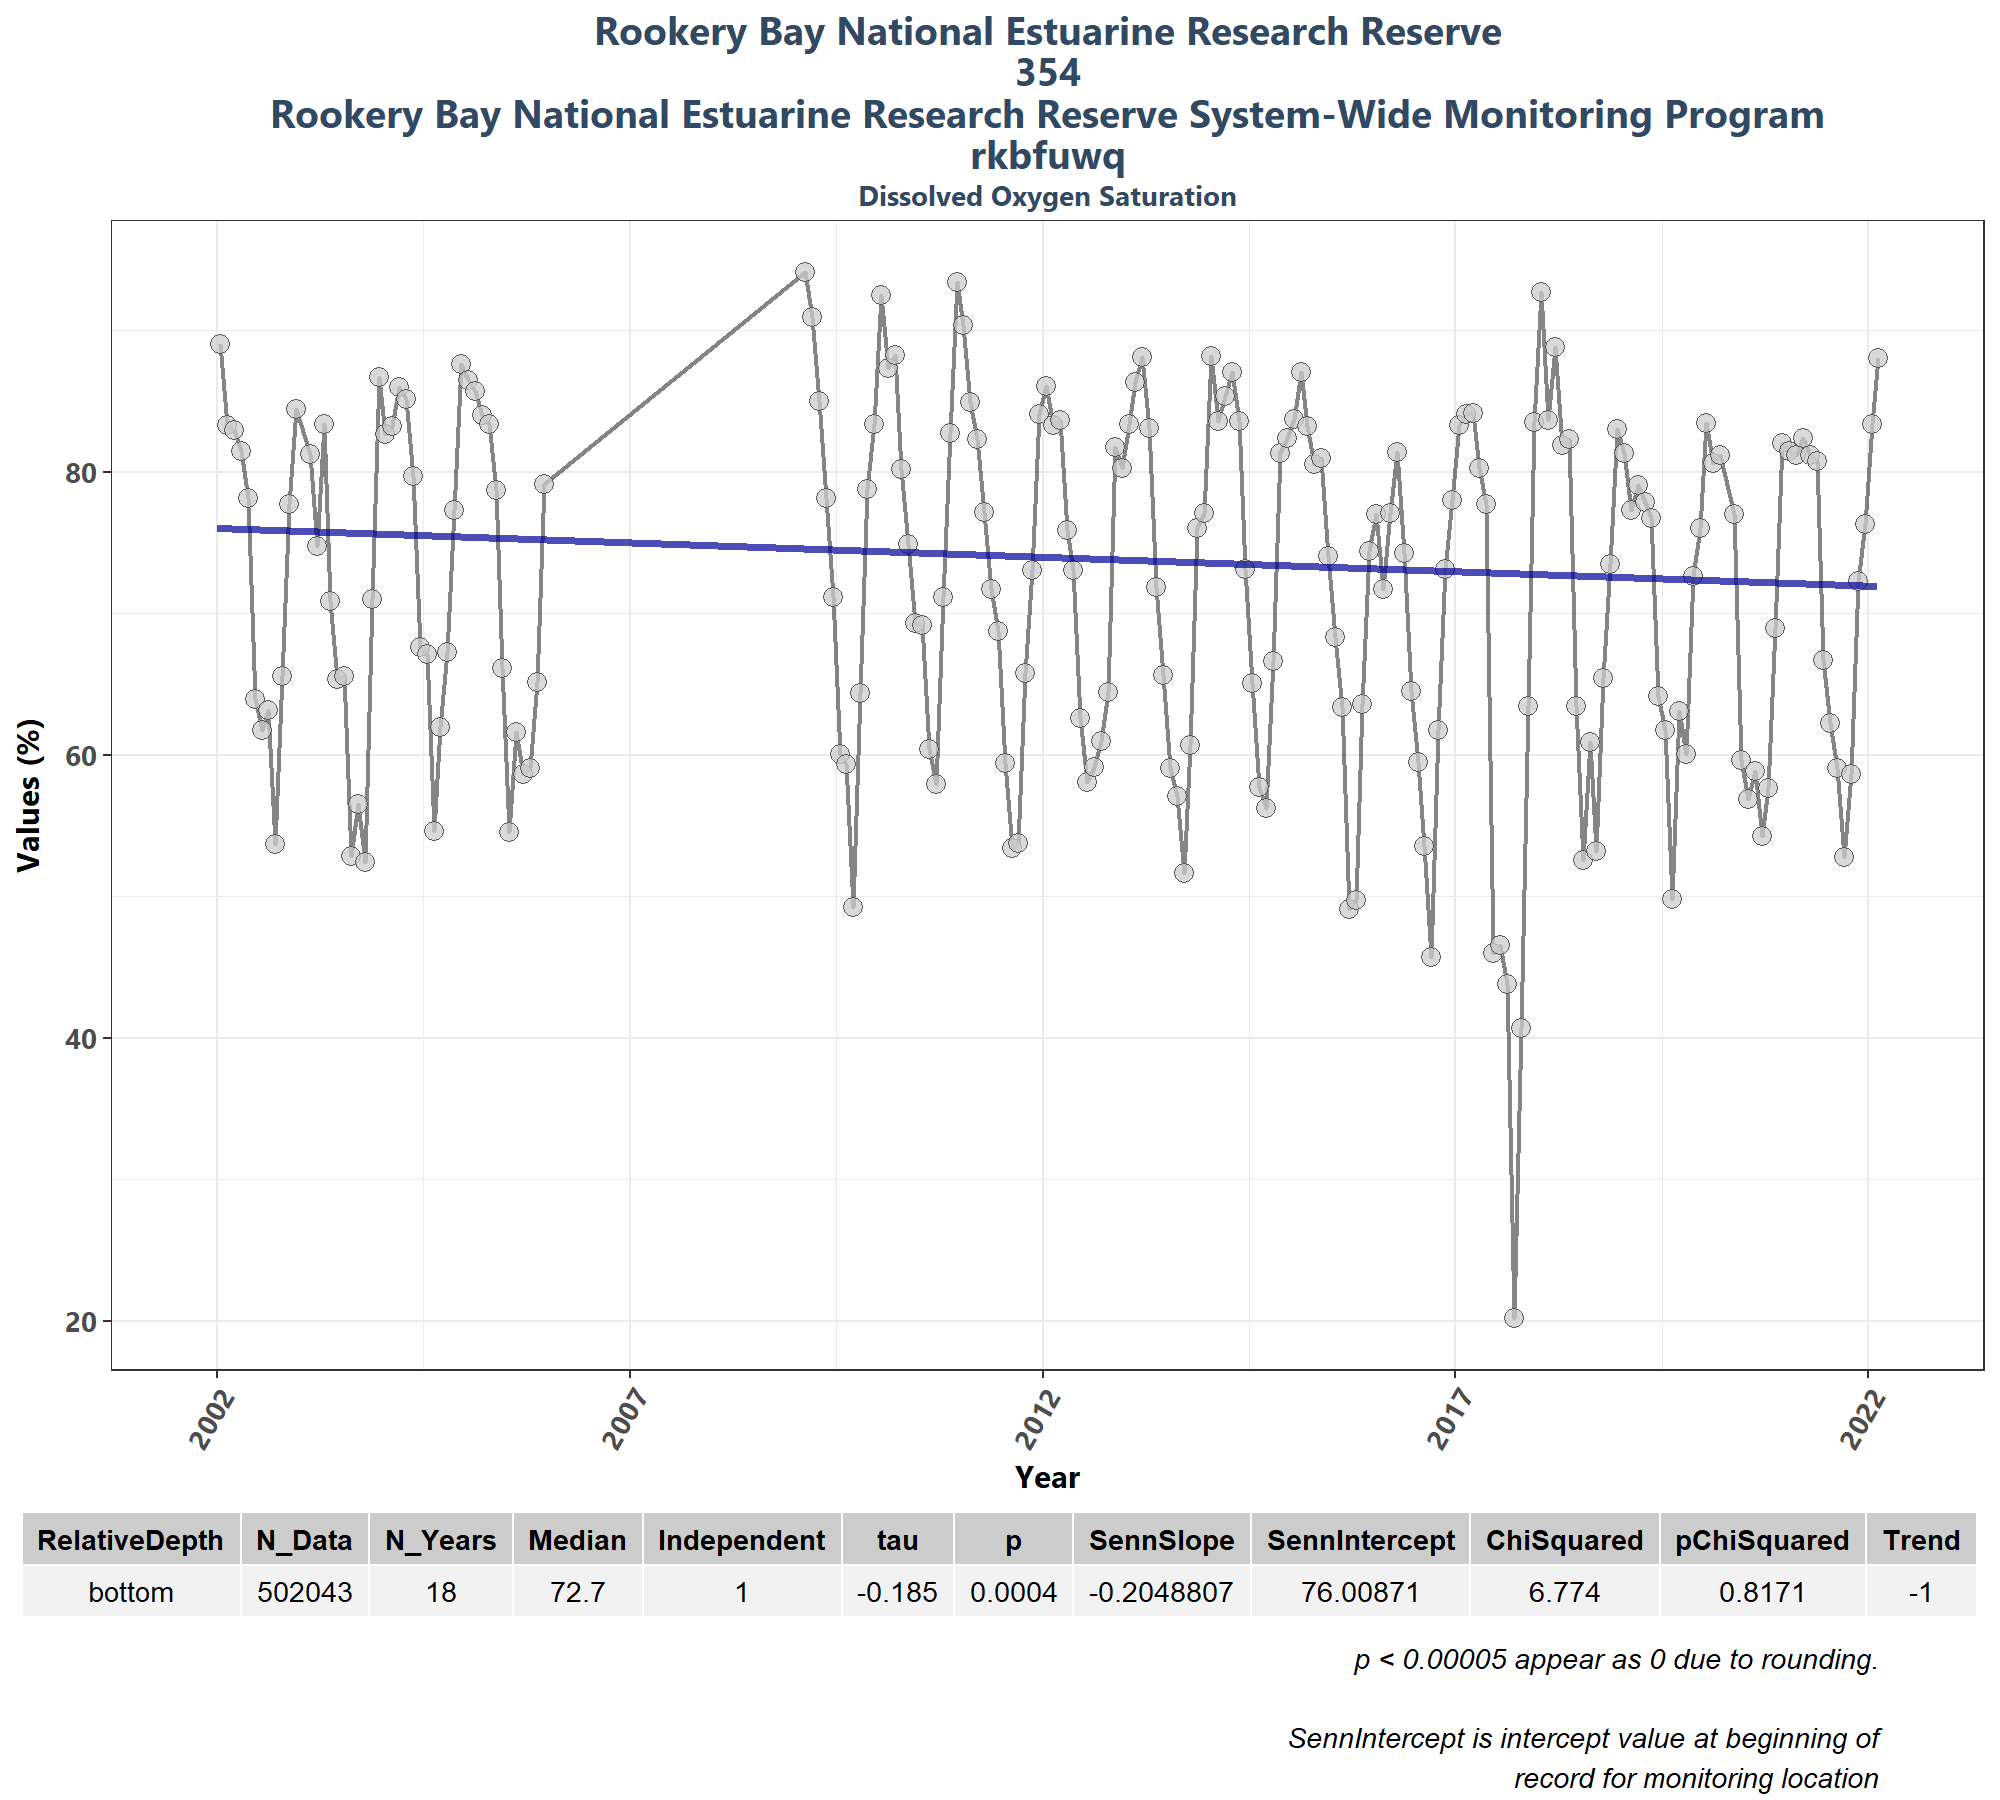 Rookery Bay National Estuarine Research Reserve
354
Rookery Bay National Estuarine Research Reserve System-Wide Monitoring Program
rkbfuwq
Dissolved Oxygen Saturation
Values (%)
80
60
40
20
2002 2007 2012 2017 2022
Year
RelativeDepth N_Data N_Years Median Independent tau p SennSlope SennIntercept ChiSquared pChiSquared Trend
bottom 502043 18 72.7 1 -0.185 0.0004 -0.2048807 76.00871 6.774 0.8171 -1
p < 0.00005 appear as 0 due to rounding.
SennIntercept is intercept value at beginning of
record for monitoring location